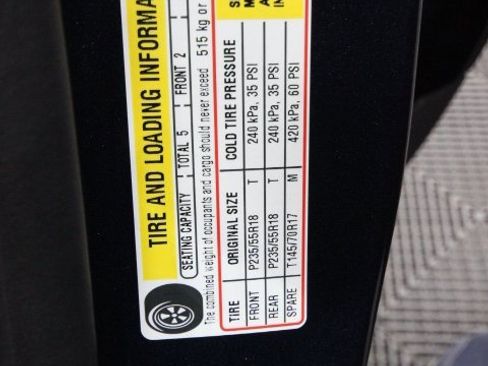 TIRE AND LOADING INFORMA
SEATING CAPACITY TOTAL 5 FRONT 2
The combined weight of occupants and cargo should never exceed 515 kg or
TIRE ORIGINAL SIZE COLD TIRE PRESSURE
FRONT P235/55R18 T 240 kPa, 35 PSI
REAR P235/55R18 T 240 kPa, 35 PSI
SPARE T145/70R17 M 420 kPa, 60 PSI